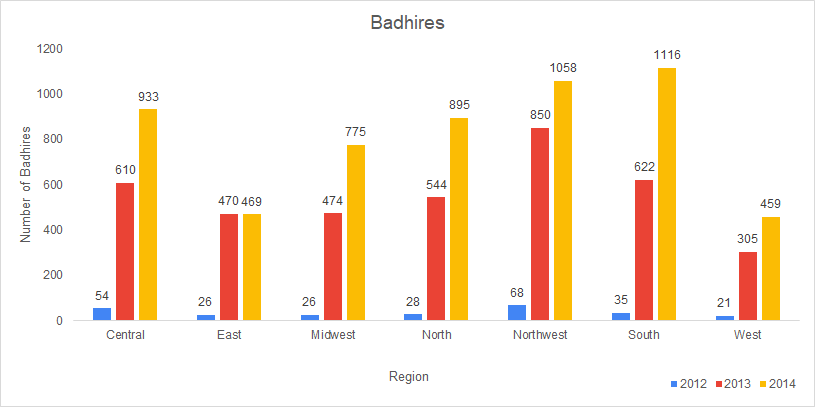 Badhires
Number of Badhires
1200
1000
800
600
400
200
0
54 610 933
26 470 469
26 474 775
28 544 895
68 850 1058
35 622 1116
21 305 459
Central East Midwest North Northwest South West
Region
2012 2013 2014